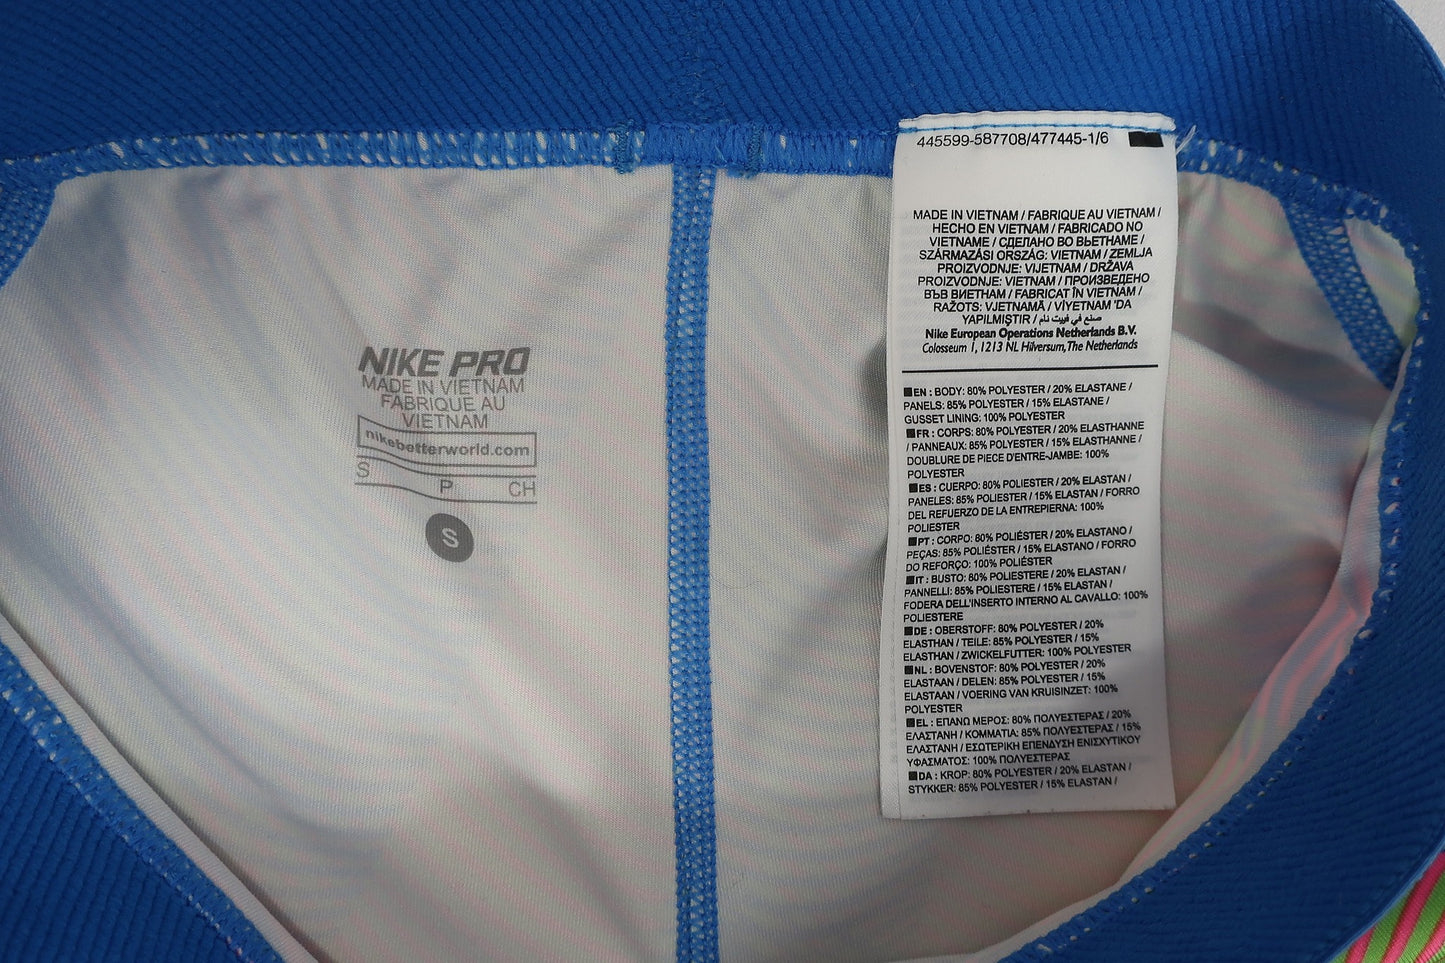 NIKE PRO
MADE IN VIETNAM
FABRIQUE AU
VIETNAM
nikebetterworld.com
S P CH
S
445599-587708/477445-1/6
MADE IN VIETNAM / FABRIQUE AU VIETNAM /
HECHO EN VIETNAM / FABRICADO NO
VIETNAME / СДЕЛАНО ВО ВЬЕТНАМЕ /
SZÁRMAZÁSI ORSZÁG: VIETNAM / ZEMLJA
PROIZVODNJE: VIJETNAM / DRŽAVA
PROIZVODNJE: VIETNAM / ПРОИЗВЕДЕНО
ВЪВ ВИЕТНАМ / FABRICAT ÎN VIETNAM /
RAŽOTS: VJETNAMĀ / VİYETNAM 'DA
YAPILMIŞTIR / صنع في فييت نام
Nike European Operations Netherlands B.V.
Colosseum 1, 1213 NL Hilversum, The Netherlands
EN : BODY: 80% POLYESTER / 20% ELASTANE /
PANELS: 85% POLYESTER / 15% ELASTANE /
GUSSET LINING: 100% POLYESTER
FR : CORPS: 80% POLYESTER / 20% ELASTHANNE
/ PANNEAUX: 85% POLYESTER / 15% ELASTHANNE /
DOUBLURE DE PIECE D'ENTRE-JAMBE: 100%
POLYESTER
ES : CUERPO: 80% POLIESTER / 20% ELASTAN /
PANELES: 85% POLIESTER / 15% ELASTAN / FORRO
DEL REFUERZO DE LA ENTREPIERNA: 100%
POLIESTER
PT : CORPO: 80% POLIÉSTER / 20% ELASTANO /
PEÇAS: 85% POLIÉSTER / 15% ELASTANO / FORRO
DO REFORÇO: 100% POLIÉSTER
IT : BUSTO: 80% POLIESTERE / 20% ELASTAN /
PANNELLI: 85% POLIESTERE / 15% ELASTAN /
FODERA DELL'INSERTO INTERNO AL CAVALLO: 100%
POLIESTERE
DE : OBERSTOFF: 80% POLYESTER / 20%
ELASTHAN / TEILE: 85% POLYESTER / 15%
ELASTHAN / ZWICKELFUTTER: 100% POLYESTER
NL : BOVENSTOF: 80% POLYESTER / 20%
ELASTAAN / DELEN: 85% POLYESTER / 15%
ELASTAAN / VOERING VAN KRUISINZET: 100%
POLYESTER
EL : ΕΠΑΝΩ ΜΕΡΟΣ: 80% ΠΟΛΥΕΣΤΕΡΑΣ / 20%
ΕΛΑΣΤΑΝΗ / ΚΟΜΜΑΤΙΑ: 85% ΠΟΛΥΕΣΤΕΡΑΣ / 15%
ΕΛΑΣΤΑΝΗ / ΕΣΩΤΕΡΙΚΗ ΕΠΕΝΔΥΣΗ ΕΝΙΣΧΥΤΙΚΟΥ
ΥΦΑΣΜΑΤΟΣ: 100% ΠΟΛΥΕΣΤΕΡΑΣ
DA : KROP: 80% POLYESTER / 20% ELASTAN /
STYKKER: 85% POLYESTER / 15% ELASTAN /